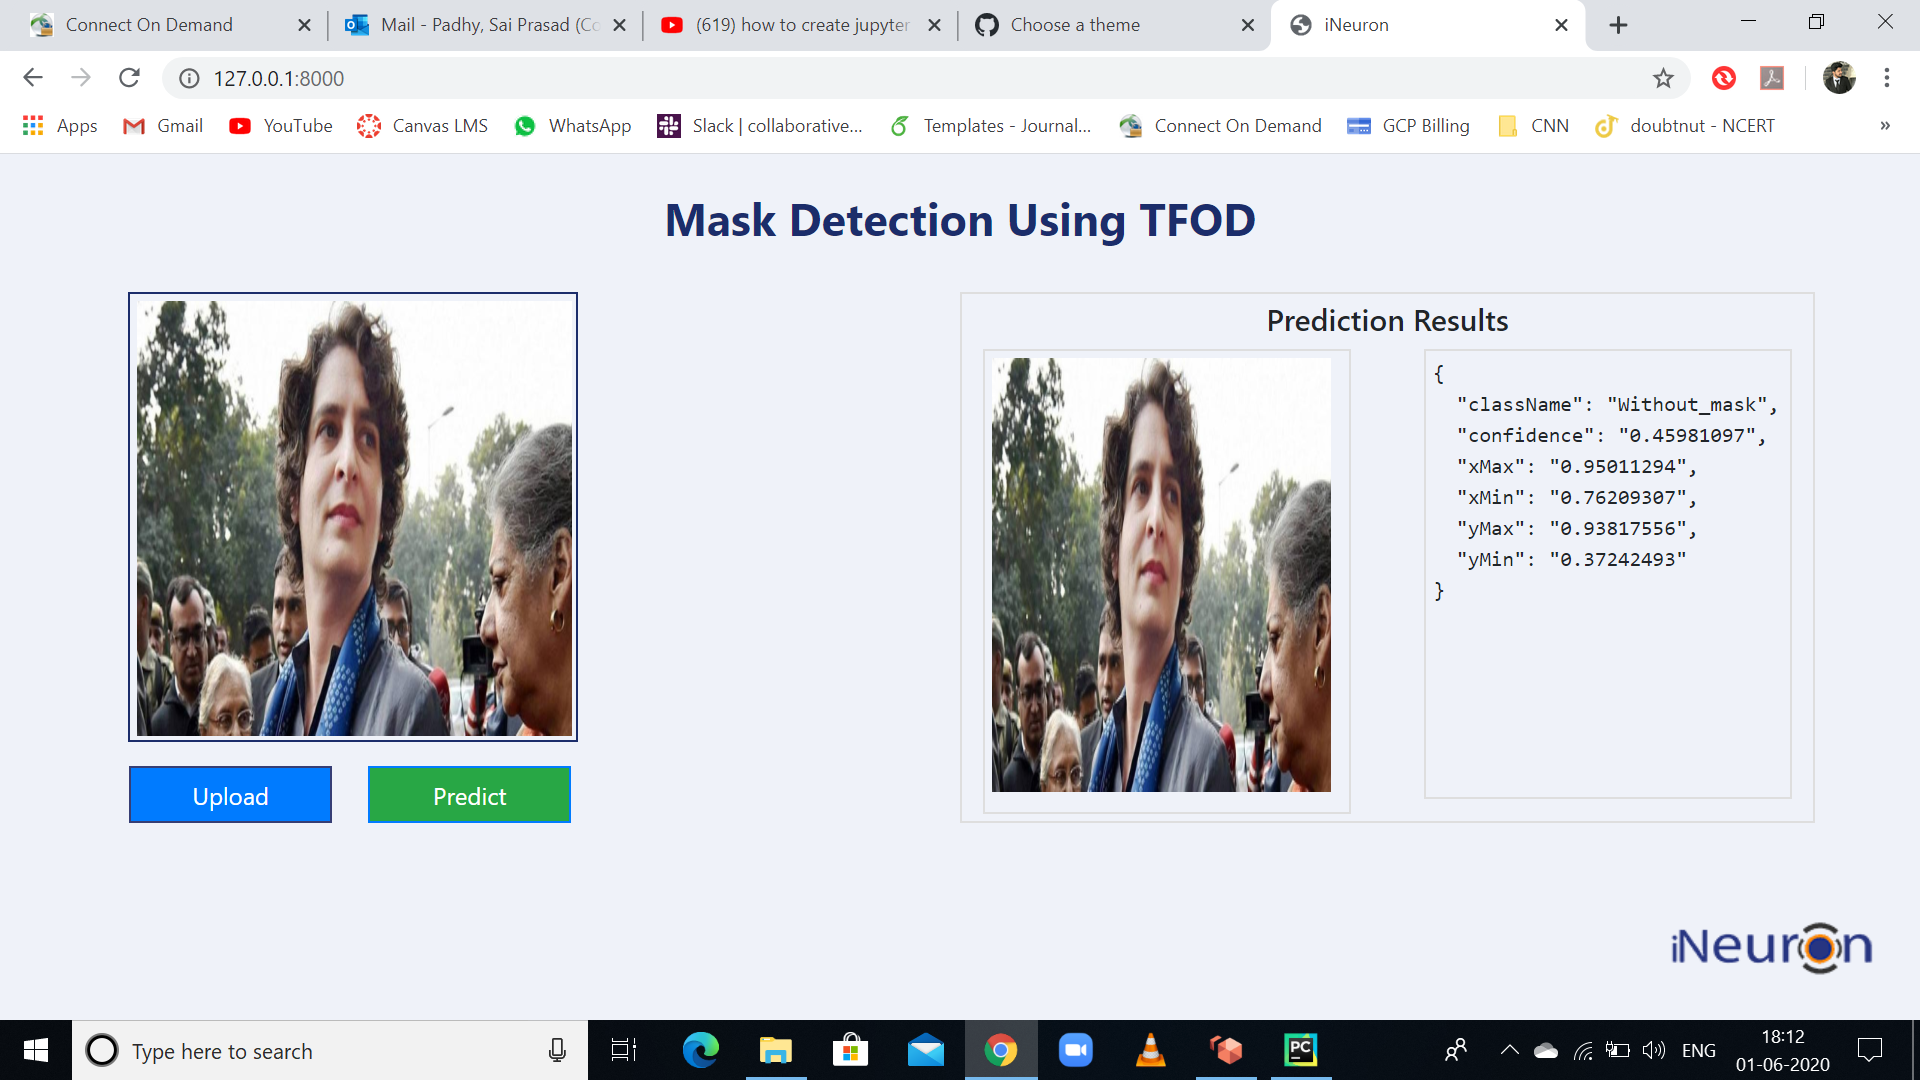 Connect On Demand
Mail - Padhy, Sai Prasad (Co
(619) how to create jupyter
Choose a theme
iNeuron
127.0.0.1:8000
Apps
Gmail
YouTube
Canvas LMS
WhatsApp
Slack | collaborative...
Templates - Journal...
Connect On Demand
GCP Billing
CNN
doubtnut - NCERT
»
Mask Detection Using TFOD
Upload
Predict
Prediction Results
{
"className": "Without_mask",
"confidence": "0.45981097",
"xMax": "0.95011294",
"xMin": "0.76209307",
"yMax": "0.93817556",
"yMin": "0.37242493"
}
iNeuron
Type here to search
PC
ENG
18:12
01-06-2020